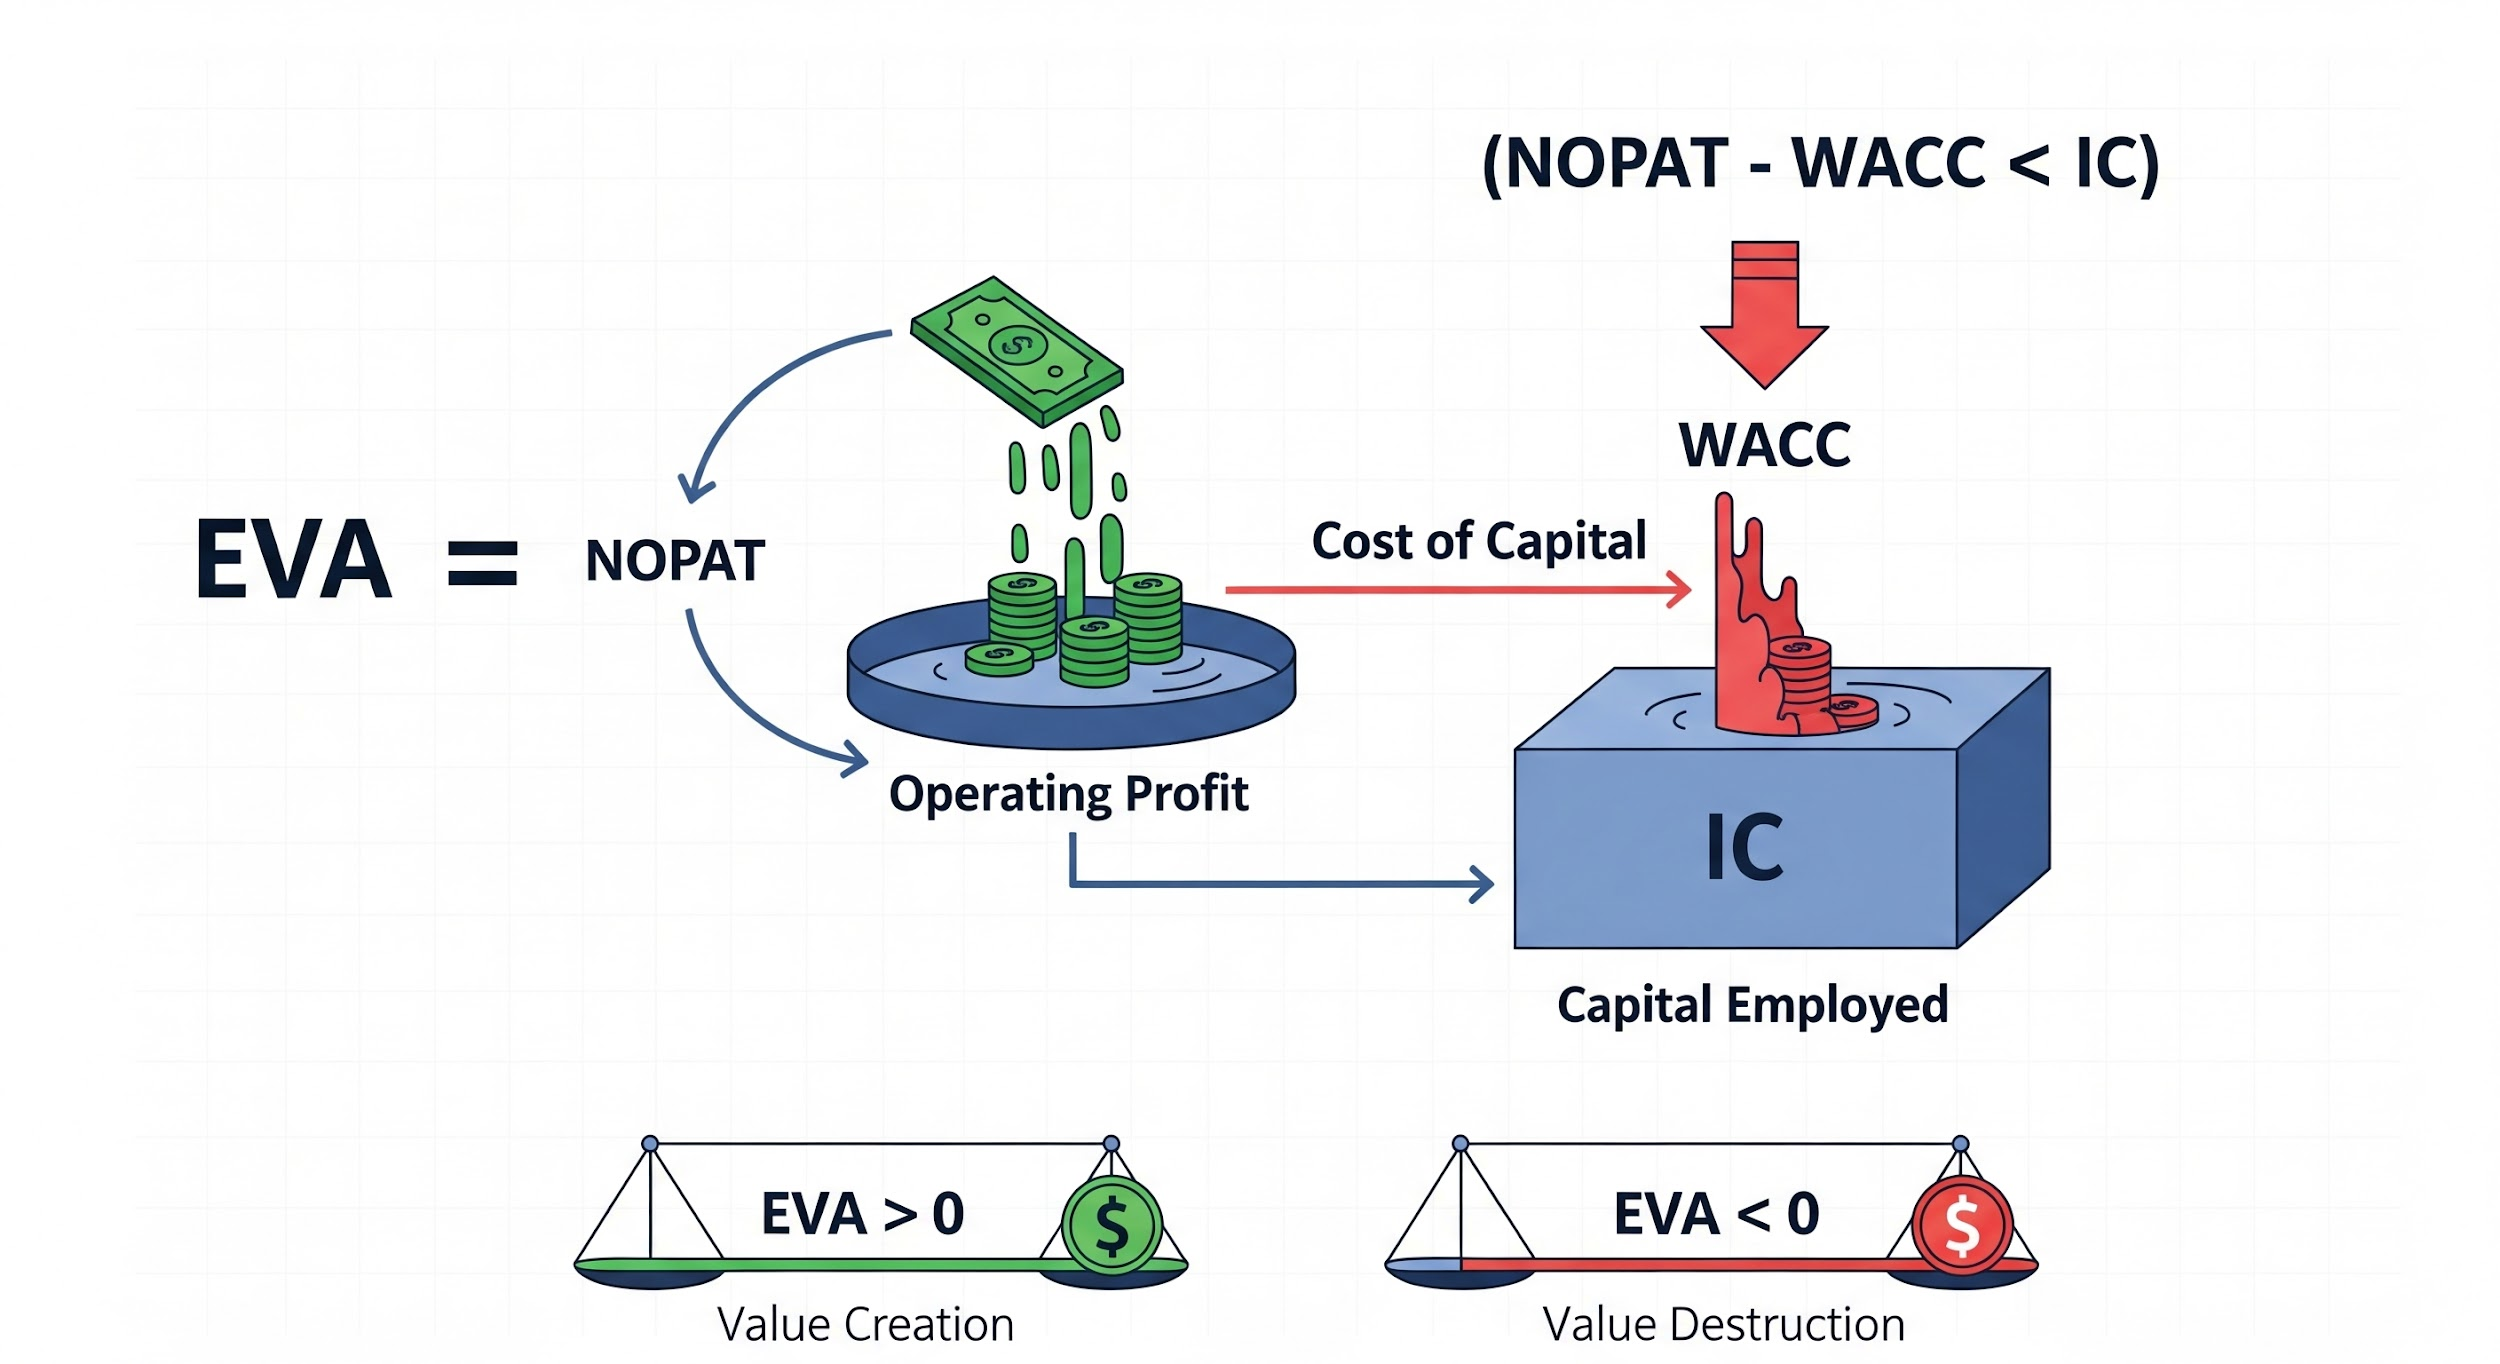 (NOPAT - WACC < IC)
WACC
EVA = NOPAT
Cost of Capital
Operating Profit
IC
Capital Employed
EVA > 0
$
EVA < 0
$
Value Creation
Value Destruction